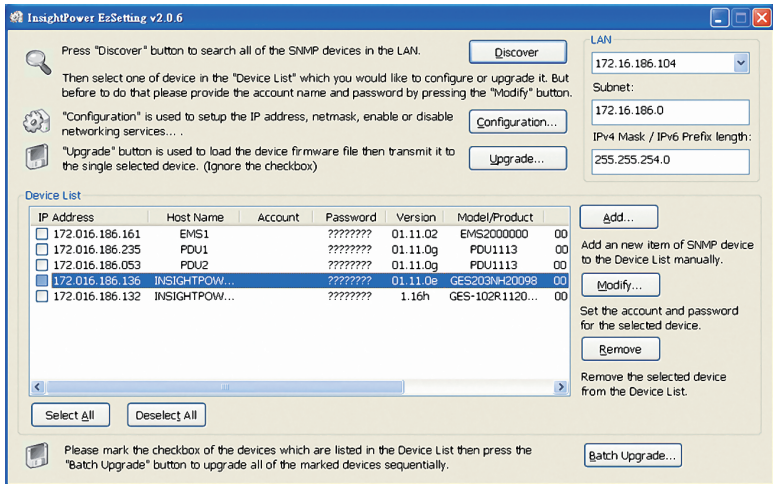 InsightPower EzSetting v2.0.6
Press "Discover" button to search all of the SNMP devices in the LAN.
Discover
Then select one of device in the "Device List" which you would like to configure or upgrade it. But
before to do that please provide the account name and password by pressing the "Modify" button.
"Configuration" is used to setup the IP address, netmask, enable or disable
networking services... .
Configuration...
"Upgrade" button is used to load the device firmware file then transmit it to
the single selected device. (Ignore the checkbox)
Upgrade...
LAN
172.16.186.104
Subnet:
172.16.186.0
IPv4 Mask / IPv6 Prefix length:
255.255.254.0
Device List
IP Address Host Name Account Password Version Model/Product
172.016.186.161 EMS1 ???????? 01.11.02 EMS2000000 00
172.016.186.235 PDU1 ???????? 01.11.0g PDU1113 00
172.016.186.053 PDU2 ???????? 01.11.0g PDU1113 00
172.016.186.136 INSIGHTPOW... ???????? 01.11.0e GES203NH20098 00
172.016.186.132 INSIGHTPOW... ???????? 1.16h GES-102R1120... 00
Add...
Add an new item of SNMP device
to the Device List manually.
Modify...
Set the account and password
for the selected device.
Remove
Remove the selected device
from the Device List.
Select All
Deselect All
Please mark the checkbox of the devices which are listed in the Device List then press the
"Batch Upgrade" button to upgrade all of the marked devices sequentially.
Batch Upgrade...